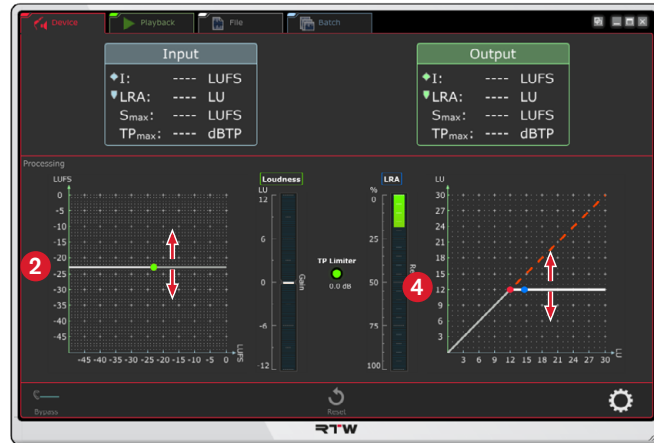 Device
Playback
File
Batch
Input
I: ---- LUFS
LRA: ---- LU
Smax: ---- LUFS
TPmax: ---- dBTP
Output
I: ---- LUFS
LRA: ---- LU
Smax: ---- LUFS
TPmax: ---- dBTP
Processing
LUFS
0
-5
-10
-15
-20
-25
-30
-35
-40
-45
-45 -40 -35 -30 -25 -20 -15 -10 -5 0
LUFS
2
Loudness
LU
12
6
0
-6
-12
Gain
TP Limiter
0.0 dB
LRA
%
0
25
50
75
100
Re
4
LU
30
27
24
21
18
15
12
9
6
3
3 6 9 12 15 18 21 24 27 30
LU
Bypass
Reset
RTW